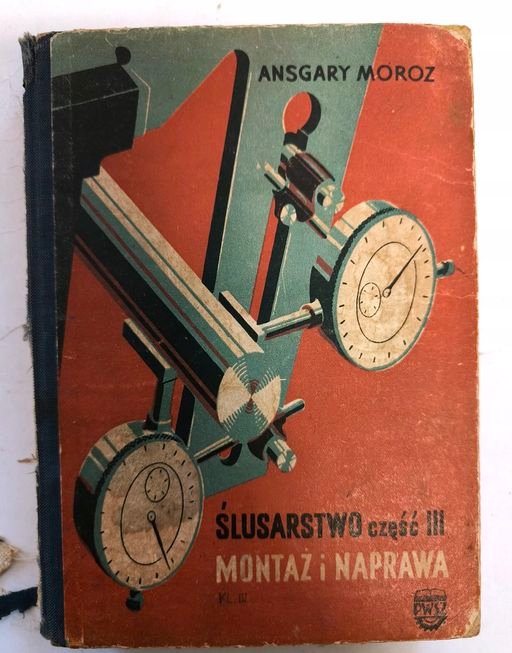 ANSGARY MOROZ
ŚLUSARSTWO część III
MONTAŻ i NAPRAWA
KL. III
PWSZ